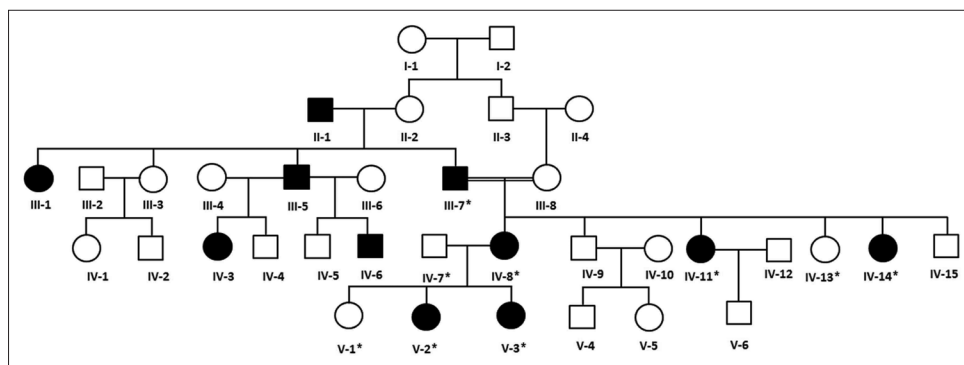 I-1 I-2
II-1 II-2 II-3 II-4
III-1 III-2 III-3 III-4 III-5 III-6 III-7* III-8
IV-1 IV-2 IV-3 IV-4 IV-5 IV-6 IV-7* IV-8* IV-9 IV-10 IV-11* IV-12 IV-13* IV-14* IV-15
V-1* V-2* V-3* V-4 V-5 V-6